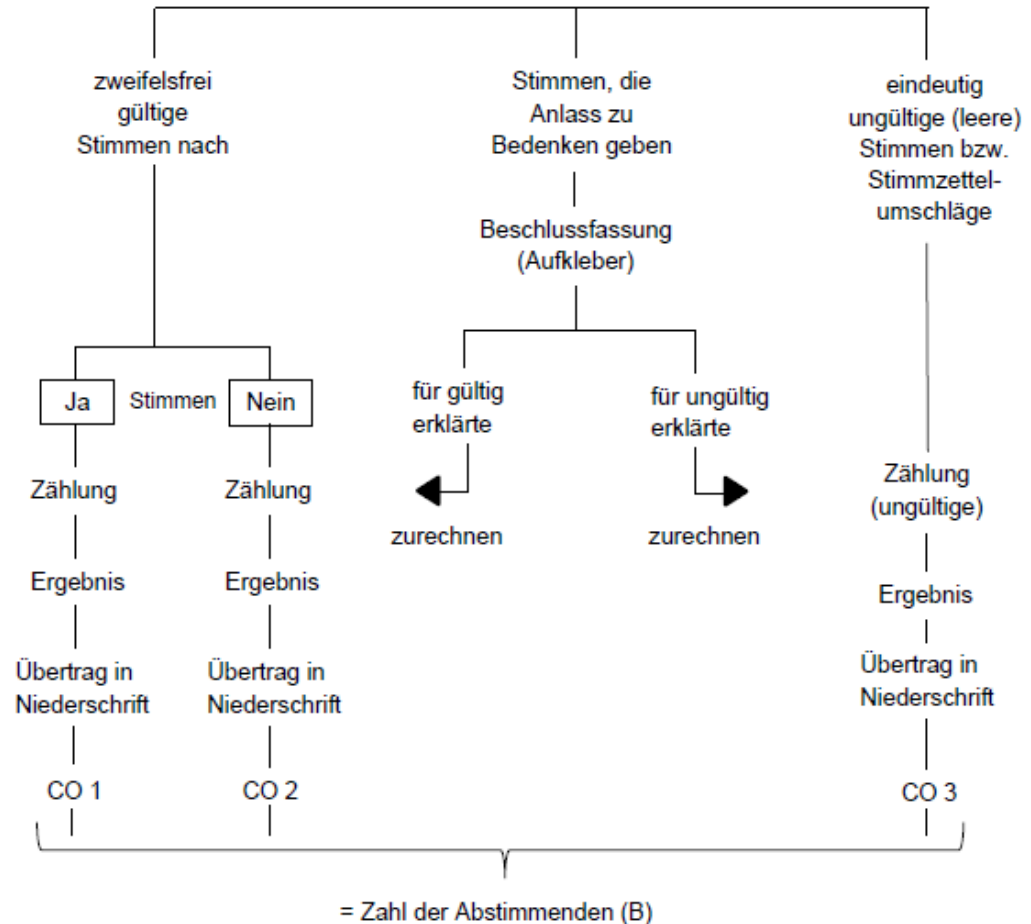 zweifelsfrei
gültige
Stimmen nach
Stimmen, die
Anlass zu
Bedenken geben
Beschlussfassung
(Aufkleber)
eindeutig
ungültige (leere)
Stimmen bzw.
Stimmzettel-
umschläge
Ja Stimmen Nein
für gültig
erklärte
für ungültig
erklärte
Zählung
Zählung
zurechnen
zurechnen
Zählung
(ungültige)
Ergebnis
Ergebnis
Ergebnis
Übertrag in
Niederschrift
Übertrag in
Niederschrift
Übertrag in
Niederschrift
CO 1
CO 2
CO 3
= Zahl der Abstimmenden (B)